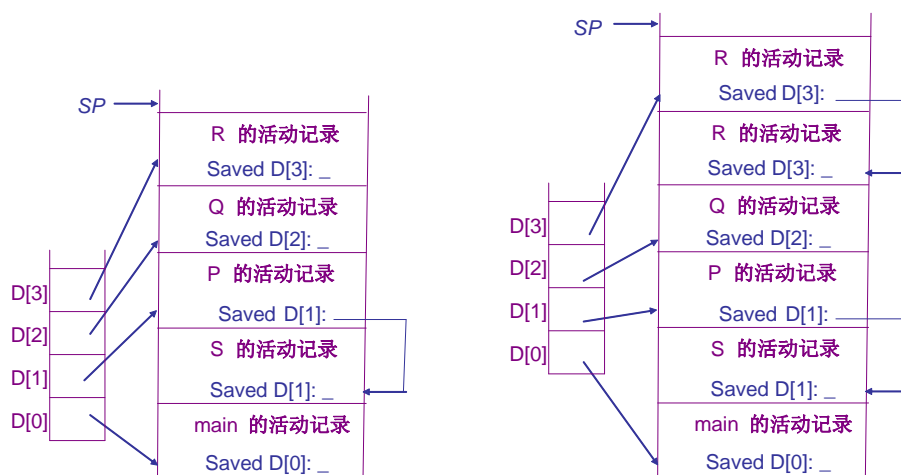 SP
R 的活动记录
Saved D[3]: _
Q 的活动记录
Saved D[2]: _
P 的活动记录
Saved D[1]:
S 的活动记录
Saved D[1]: _
main 的活动记录
Saved D[0]: _
D[3]
D[2]
D[1]
D[0]
SP
R 的活动记录
Saved D[3]:
R 的活动记录
Saved D[3]: _
Q 的活动记录
Saved D[2]: _
P 的活动记录
Saved D[1]:
S 的活动记录
Saved D[1]: _
main 的活动记录
Saved D[0]: _
D[3]
D[2]
D[1]
D[0]